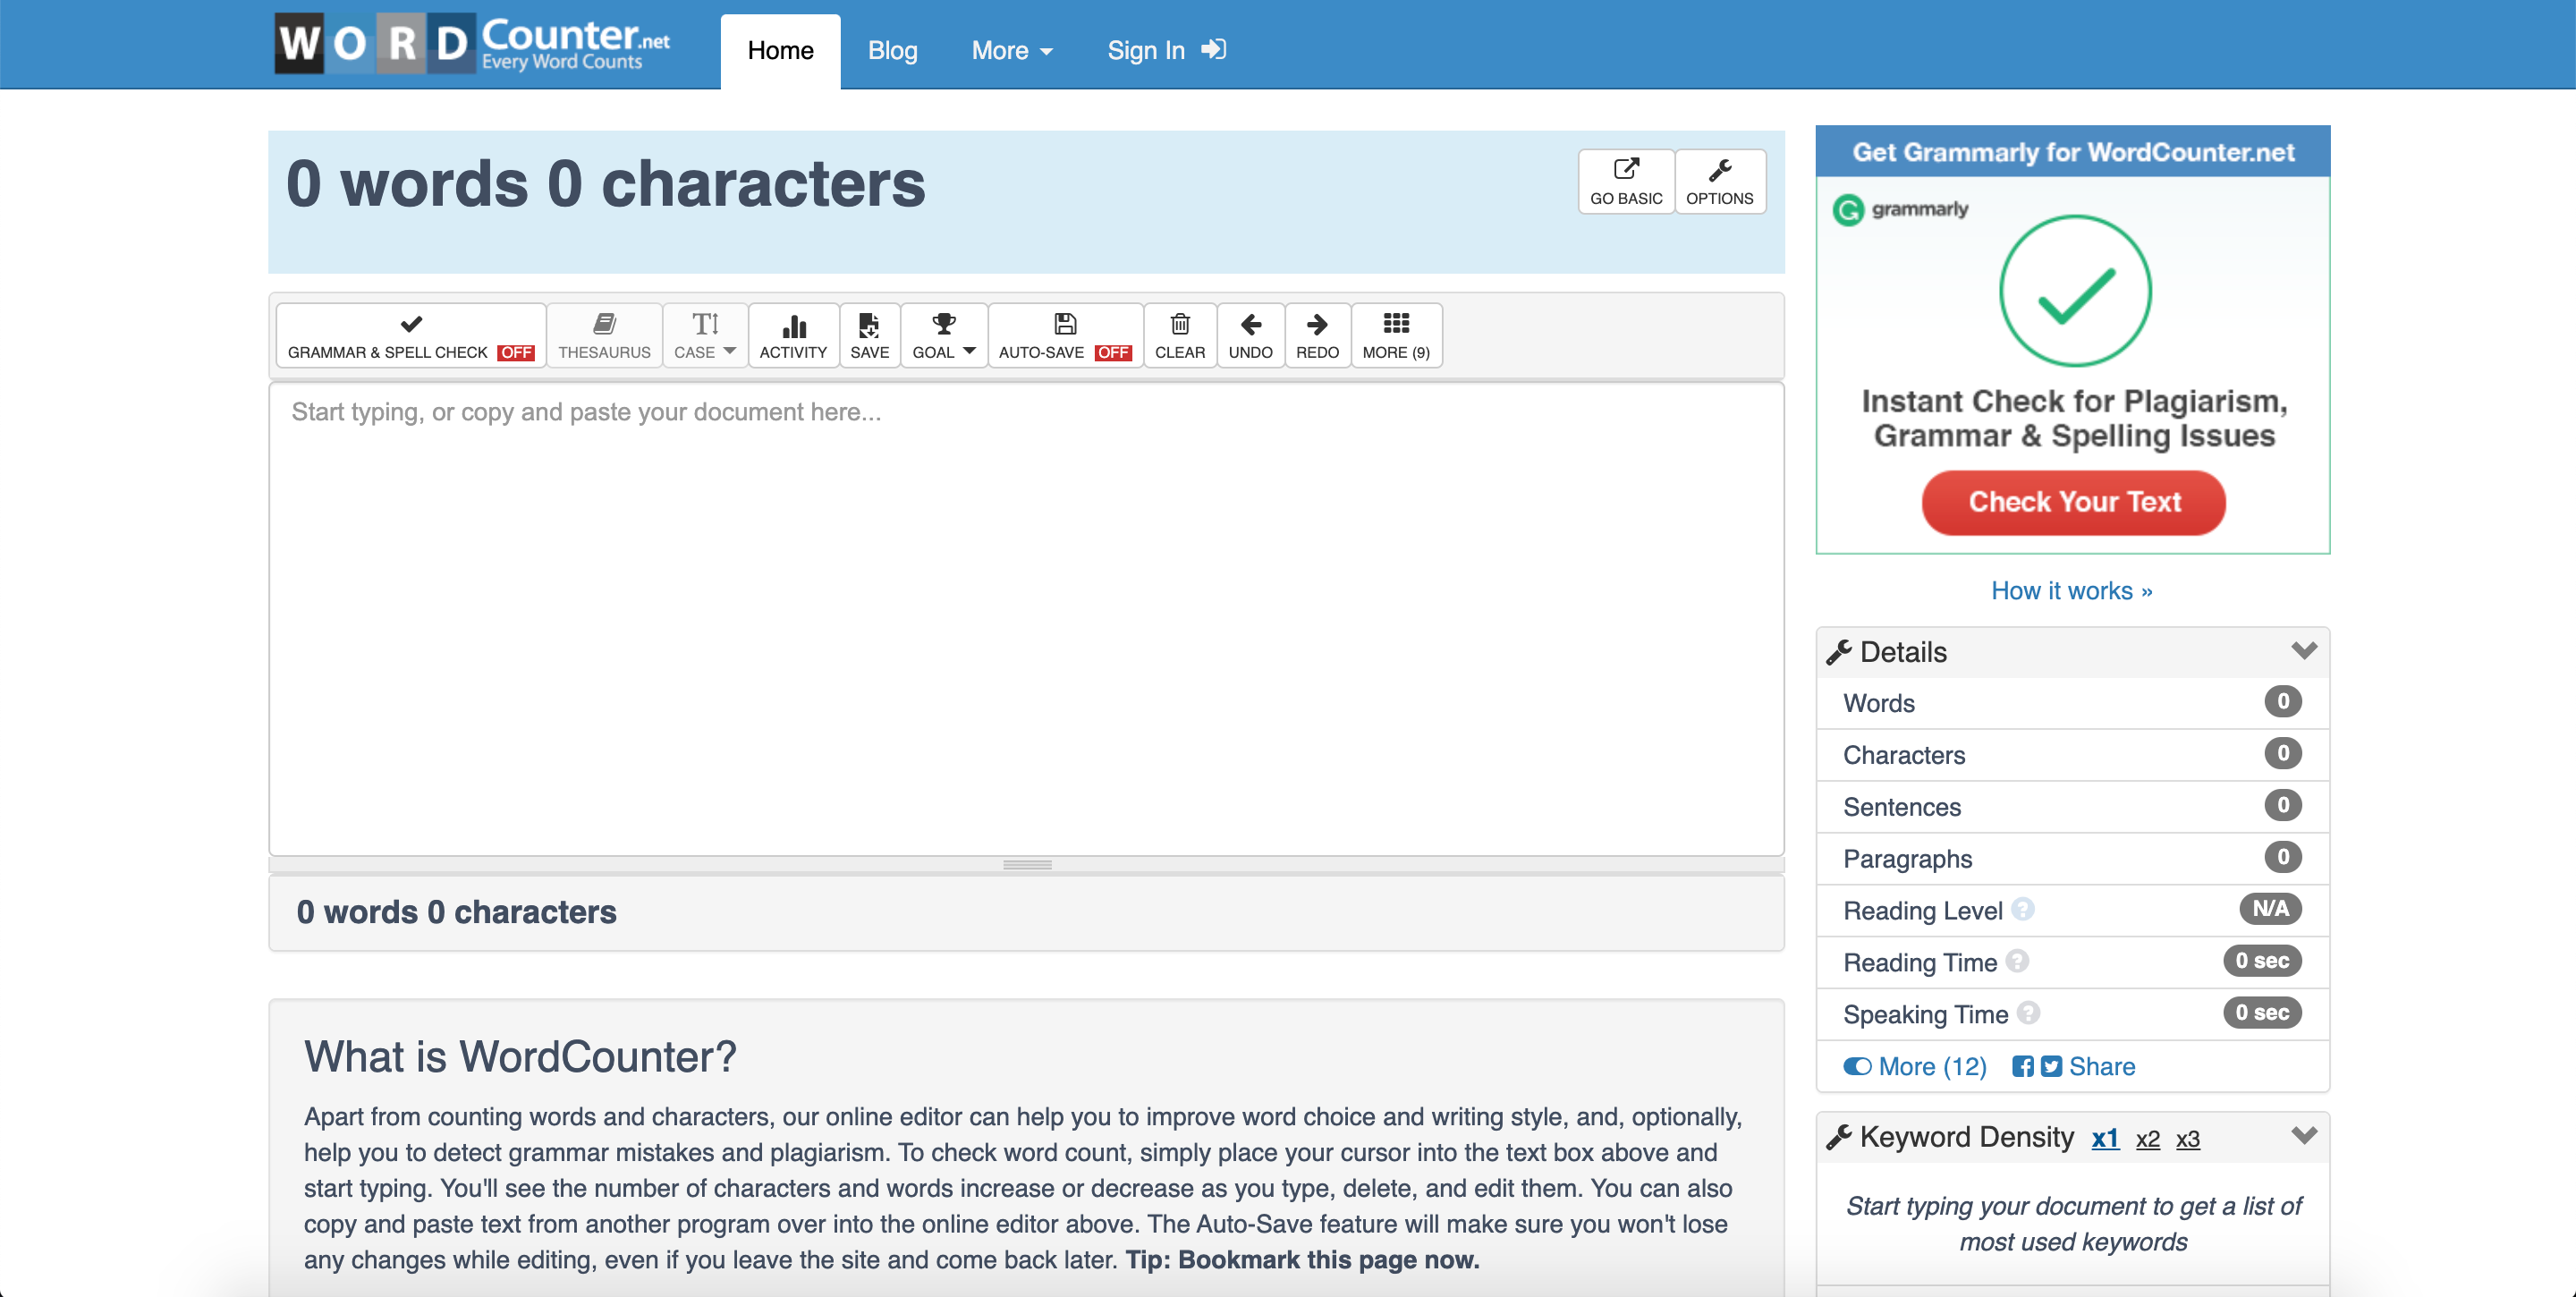 WORD Counter.net
Every Word Counts
Home
Blog
More
Sign In
0 words 0 characters
GO BASIC
OPTIONS
GRAMMAR & SPELL CHECK OFF
THESAURUS
CASE
ACTIVITY
SAVE
GOAL
AUTO-SAVE OFF
CLEAR
UNDO
REDO
MORE (9)
Start typing, or copy and paste your document here...
0 words 0 characters
What is WordCounter?
Apart from counting words and characters, our online editor can help you to improve word choice and writing style, and, optionally,
help you to detect grammar mistakes and plagiarism. To check word count, simply place your cursor into the text box above and
start typing. You'll see the number of characters and words increase or decrease as you type, delete, and edit them. You can also
copy and paste text from another program over into the online editor above. The Auto-Save feature will make sure you won't lose
any changes while editing, even if you leave the site and come back later. Tip: Bookmark this page now.
Get Grammarly for WordCounter.net
grammarly
Instant Check for Plagiarism,
Grammar & Spelling Issues
Check Your Text
How it works »
Details
Words 0
Characters 0
Sentences 0
Paragraphs 0
Reading Level ? N/A
Reading Time ? 0 sec
Speaking Time ? 0 sec
More (12) Share
Keyword Density x1 x2 x3
Start typing your document to get a list of
most used keywords